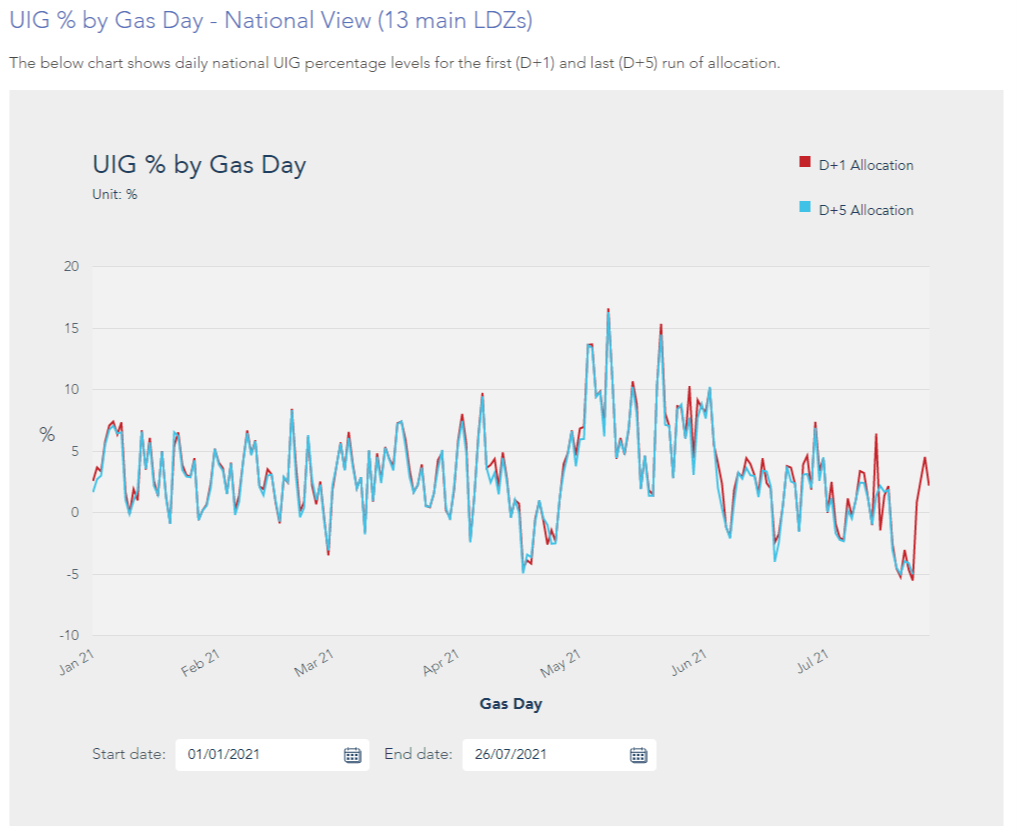 UIG % by Gas Day - National View (13 main LDZs)
The below chart shows daily national UIG percentage levels for the first (D+1) and last (D+5) run of allocation.
UIG % by Gas Day
Unit: %
D+1 Allocation
D+5 Allocation
20
15
10
%
5
0
-5
-10
Jan 21
Feb 21
Mar 21
Apr 21
May 21
Jun 21
Jul 21
Gas Day
Start date: 01/01/2021 End date: 26/07/2021